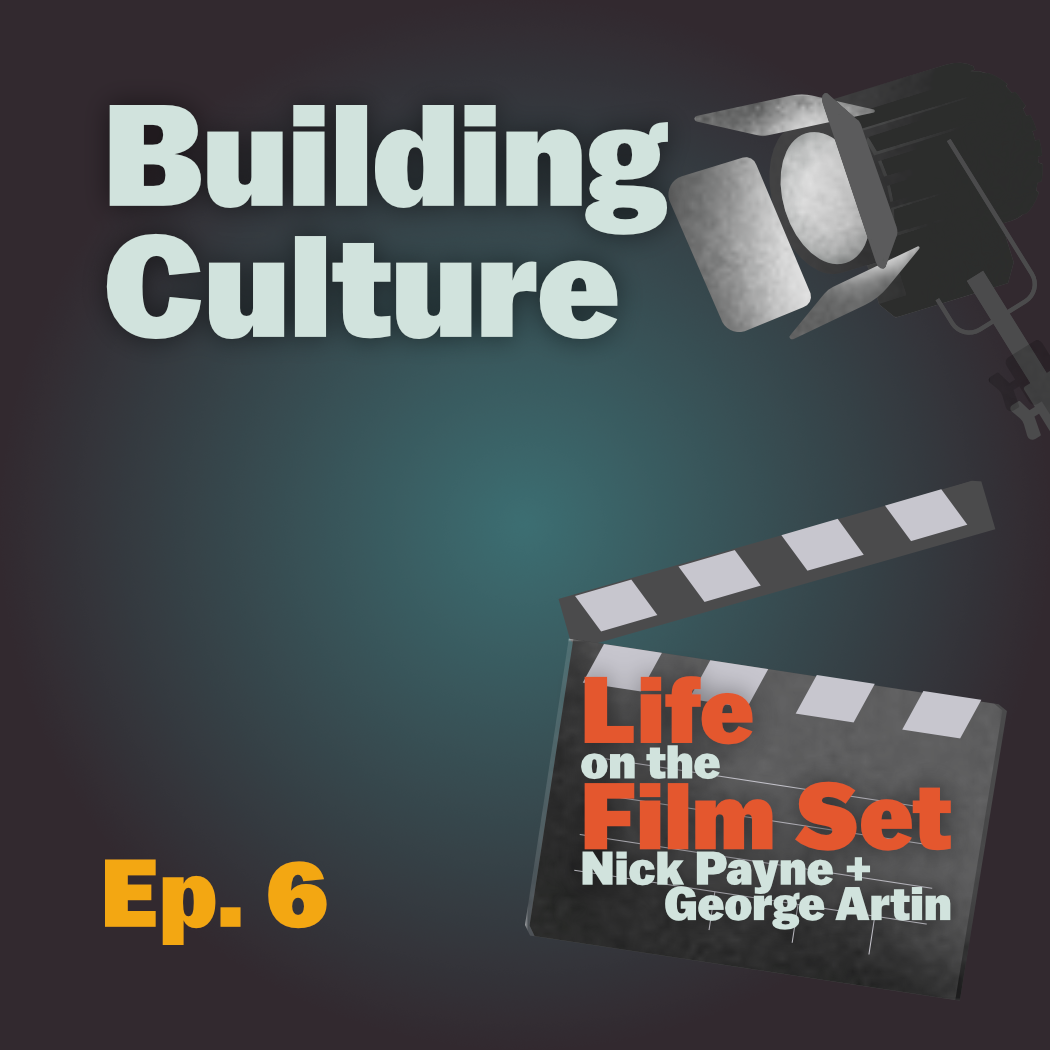 Building
Culture
Life
on the
Film Set
Nick Payne +
George Artin
Ep. 6